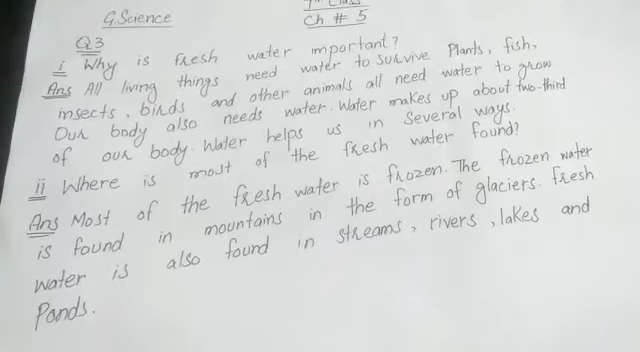 G.Science
7th Class
Ch # 5
Q3
i Why is fresh water important?
Ans All living things need water to survive Plants, fish,
insects, birds and other animals all need water to grow
Our body also needs water. Water makes up about two-third
of our body. Water helps us in several ways.
ii Where is most of the fresh water found?
Ans Most of the fresh water is frozen. The frozen water
is found in mountains in the form of glaciers. Fresh
water is also found in streams, rivers, lakes and
Ponds.